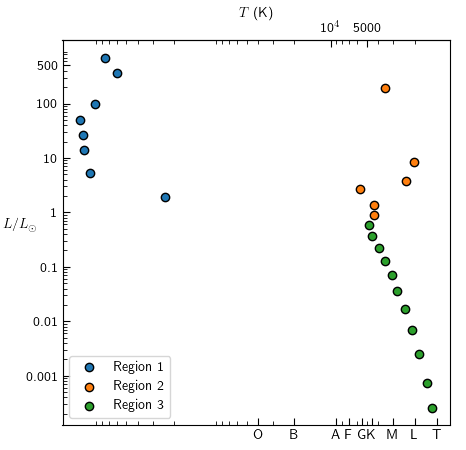 T (K)
10⁴ 5000
500
100
10
1
0.1
0.01
0.001
L/L☉
Region 1
Region 2
Region 3
O B A F G K M L T